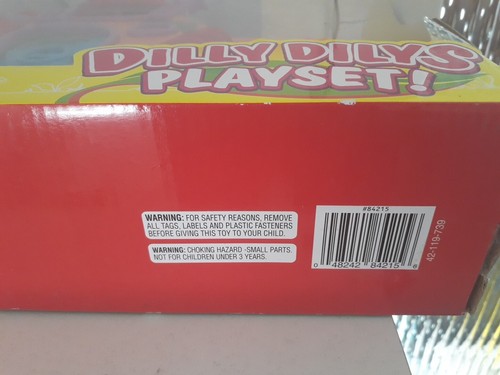 DILLY DILYS
PLAYSET!
#84215
WARNING: FOR SAFETY REASONS, REMOVE
ALL TAGS, LABELS AND PLASTIC FASTENERS
BEFORE GIVING THIS TOY TO YOUR CHILD.
WARNING: CHOKING HAZARD -SMALL PARTS.
NOT FOR CHILDREN UNDER 3 YEARS.
0 48242 84215 8
42-119-739